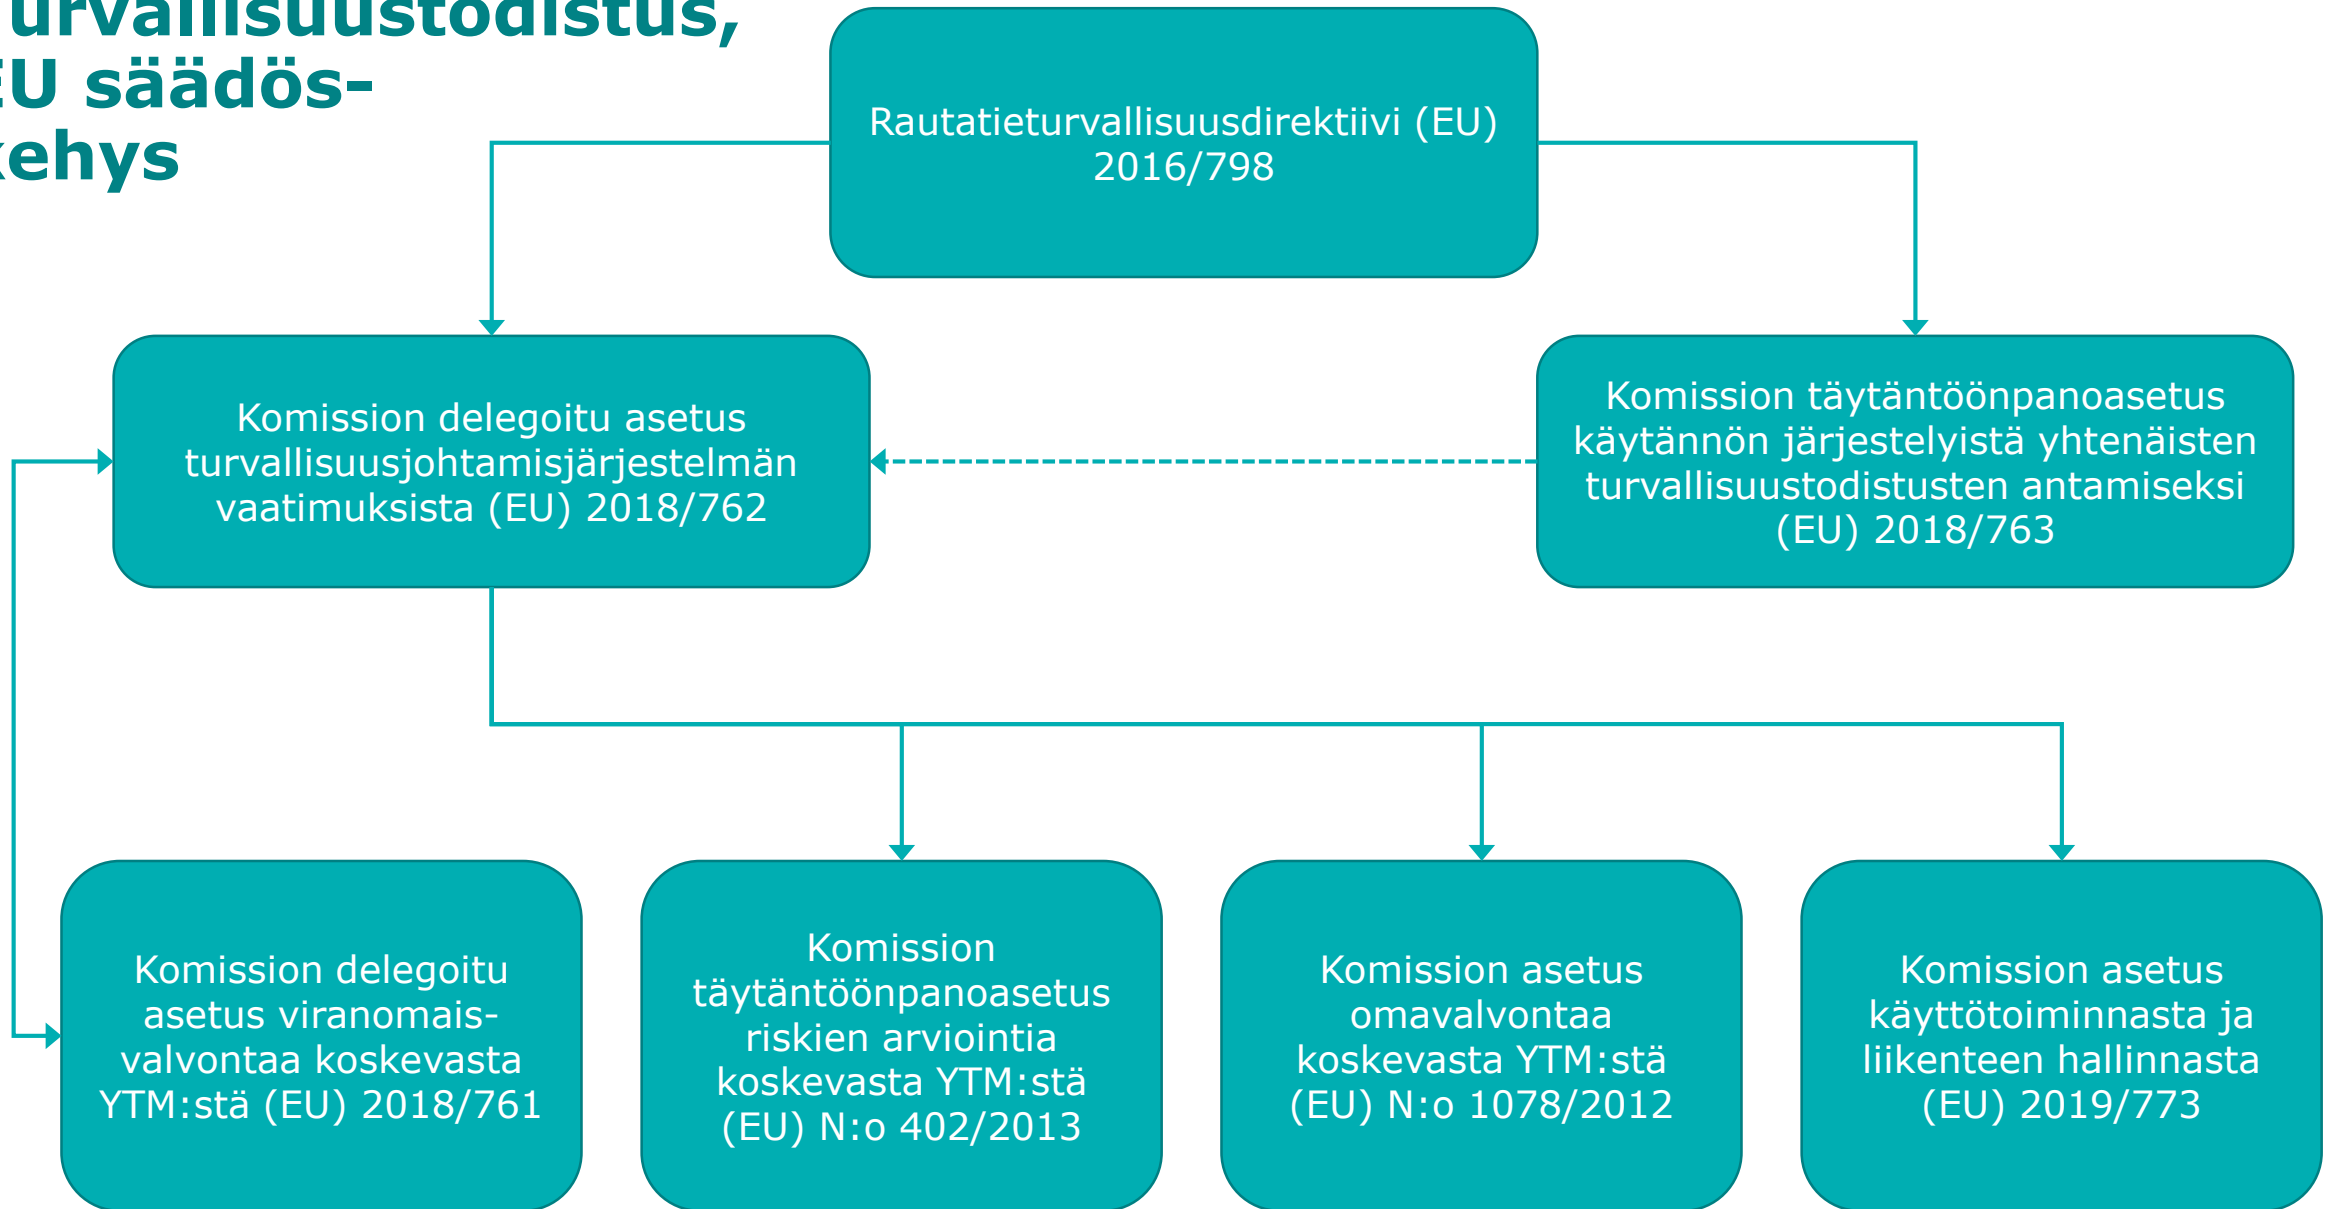 urvallisuustodistus,
EU säädös-
kehys
Rautatieturvallisuusdirektiivi (EU)
2016/798
Komission delegoitu asetus
turvallisuusjohtamisjärjestelmän
vaatimuksista (EU) 2018/762
Komission täytäntöönpanoasetus
käytännön järjestelyistä yhtenäisten
turvallisuustodistusten antamiseksi
(EU) 2018/763
Komission delegoitu
asetus viranomais-
valvontaa koskevasta
YTM:stä (EU) 2018/761
Komission
täytäntöönpanoasetus
riskien arviointia
koskevasta YTM:stä
(EU) N:o 402/2013
Komission asetus
omavalvontaa
koskevasta YTM:stä
(EU) N:o 1078/2012
Komission asetus
käyttötoiminnasta ja
liikenteen hallinnasta
(EU) 2019/773